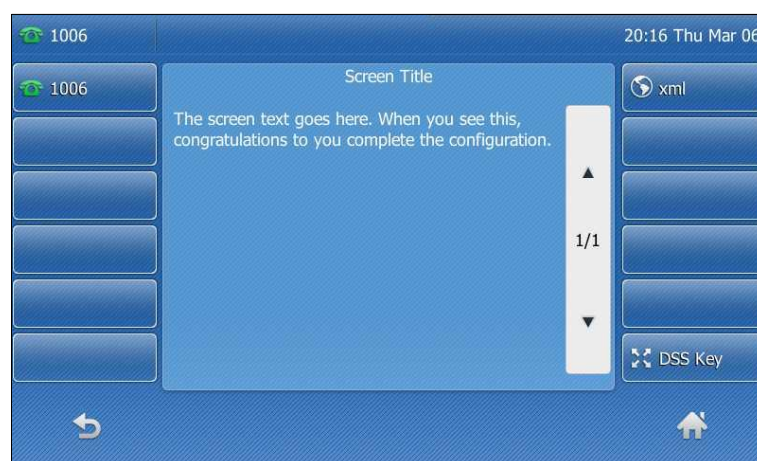 1006
20:16 Thu Mar 06
1006
Screen Title
xml
The screen text goes here. When you see this,
congratulations to you complete the configuration.
1/1
DSS Key